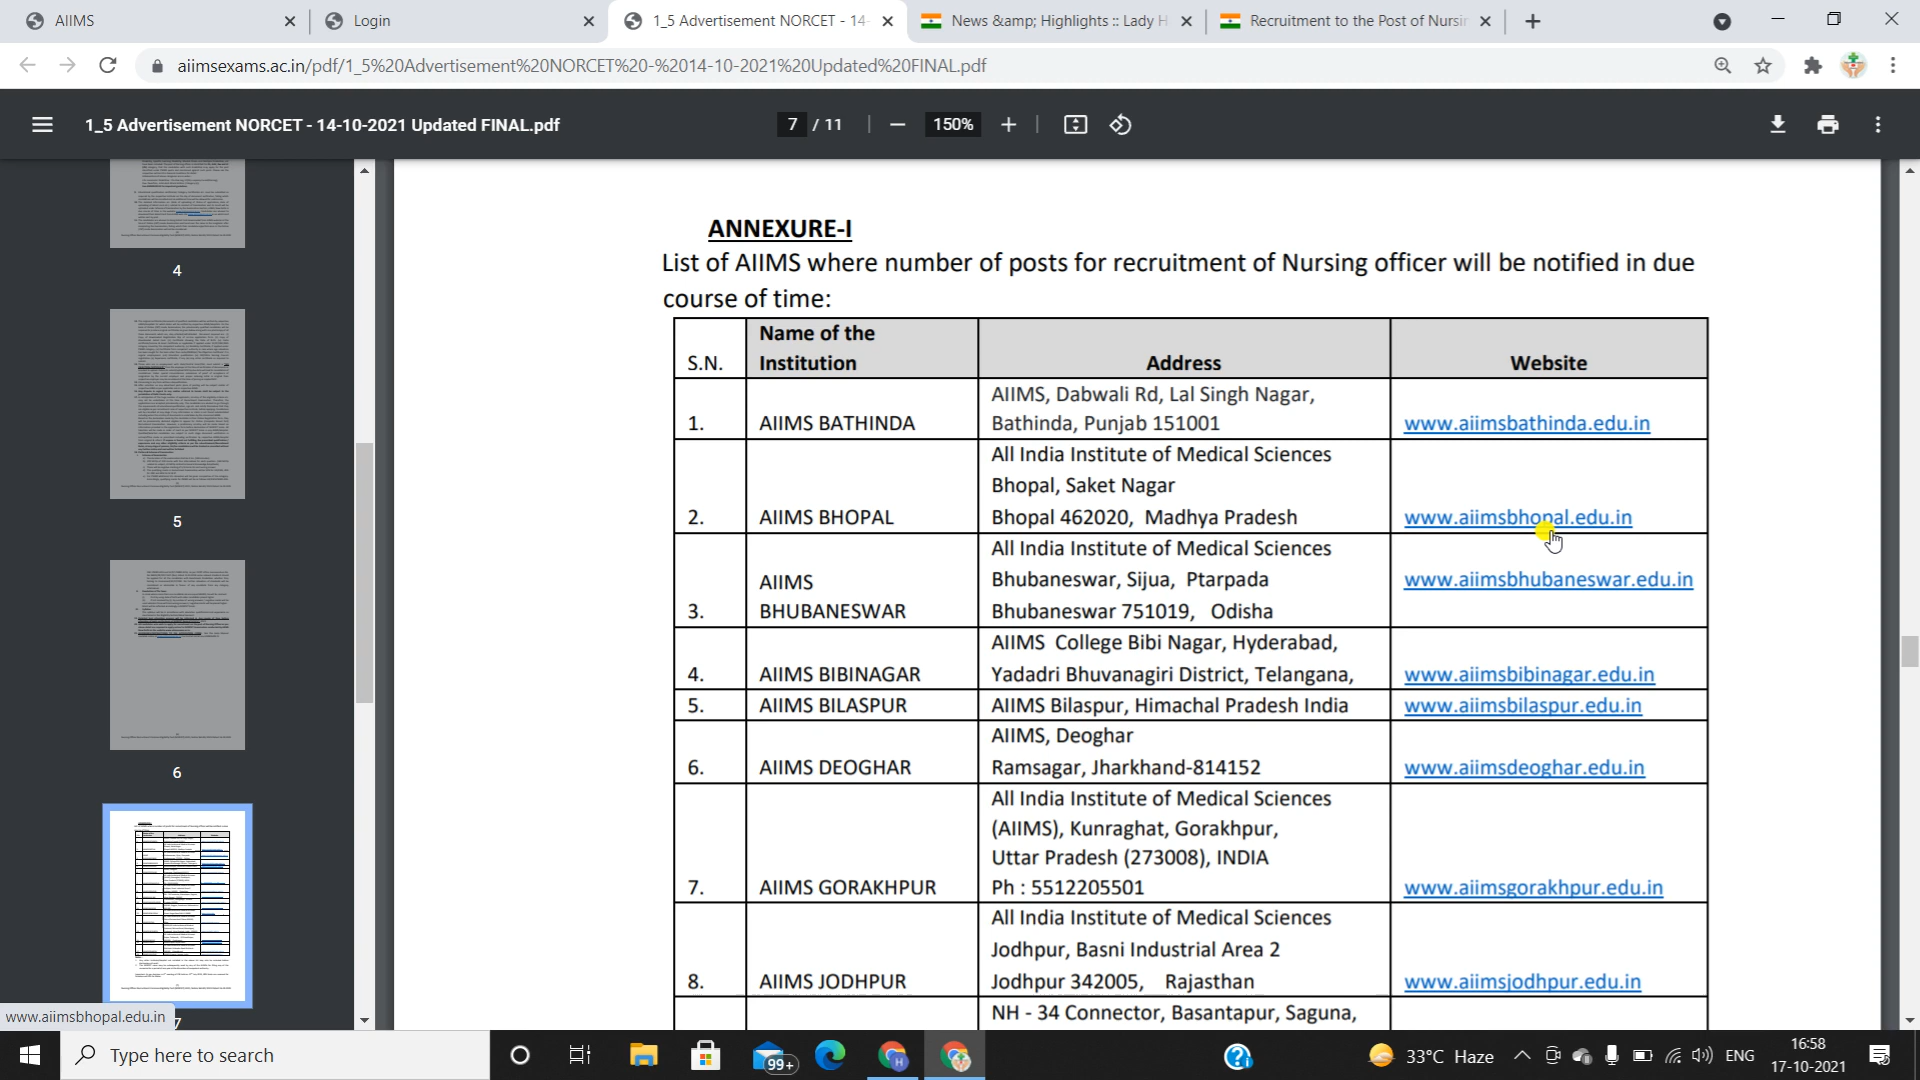 AIIMS
Login
1_5 Advertisement NORCET - 14-
News &amp; Highlights :: Lady H
Recruitment to the Post of Nursin
aiimsexams.ac.in/pdf/1_5%20Advertisement%20NORCET%20-%2014-10-2021%20Updated%20FINAL.pdf
1_5 Advertisement NORCET - 14-10-2021 Updated FINAL.pdf
7 / 11
150%
4
5
6
7
ANNEXURE-I
List of AIIMS where number of posts for recruitment of Nursing officer will be notified in due
course of time:
S.N.
Name of the
Institution
Address
Website
1.
AIIMS BATHINDA
AIIMS, Dabwali Rd, Lal Singh Nagar,
Bathinda, Punjab 151001
www.aiimsbathinda.edu.in
2.
AIIMS BHOPAL
All India Institute of Medical Sciences
Bhopal, Saket Nagar
Bhopal 462020, Madhya Pradesh
www.aiimsbhopal.edu.in
3.
AIIMS
BHUBANESWAR
All India Institute of Medical Sciences
Bhubaneswar, Sijua, Ptarpada
Bhubaneswar 751019, Odisha
www.aiimsbhubaneswar.edu.in
4.
AIIMS BIBINAGAR
AIIMS College Bibi Nagar, Hyderabad,
Yadadri Bhuvanagiri District, Telangana,
www.aiimsbibinagar.edu.in
5.
AIIMS BILASPUR
AIIMS Bilaspur, Himachal Pradesh India
www.aiimsbilaspur.edu.in
6.
AIIMS DEOGHAR
AIIMS, Deoghar
Ramsagar, Jharkhand-814152
www.aiimsdeoghar.edu.in
7.
AIIMS GORAKHPUR
All India Institute of Medical Sciences
(AIIMS), Kunraghat, Gorakhpur,
Uttar Pradesh (273008), INDIA
Ph : 5512205501
www.aiimsgorakhpur.edu.in
8.
AIIMS JODHPUR
All India Institute of Medical Sciences
Jodhpur, Basni Industrial Area 2
Jodhpur 342005, Rajasthan
www.aiimsjodhpur.edu.in
NH - 34 Connector, Basantapur, Saguna,
www.aiimsbhopal.edu.in
Type here to search
99+
H
33°C Haze
ENG
16:58
17-10-2021